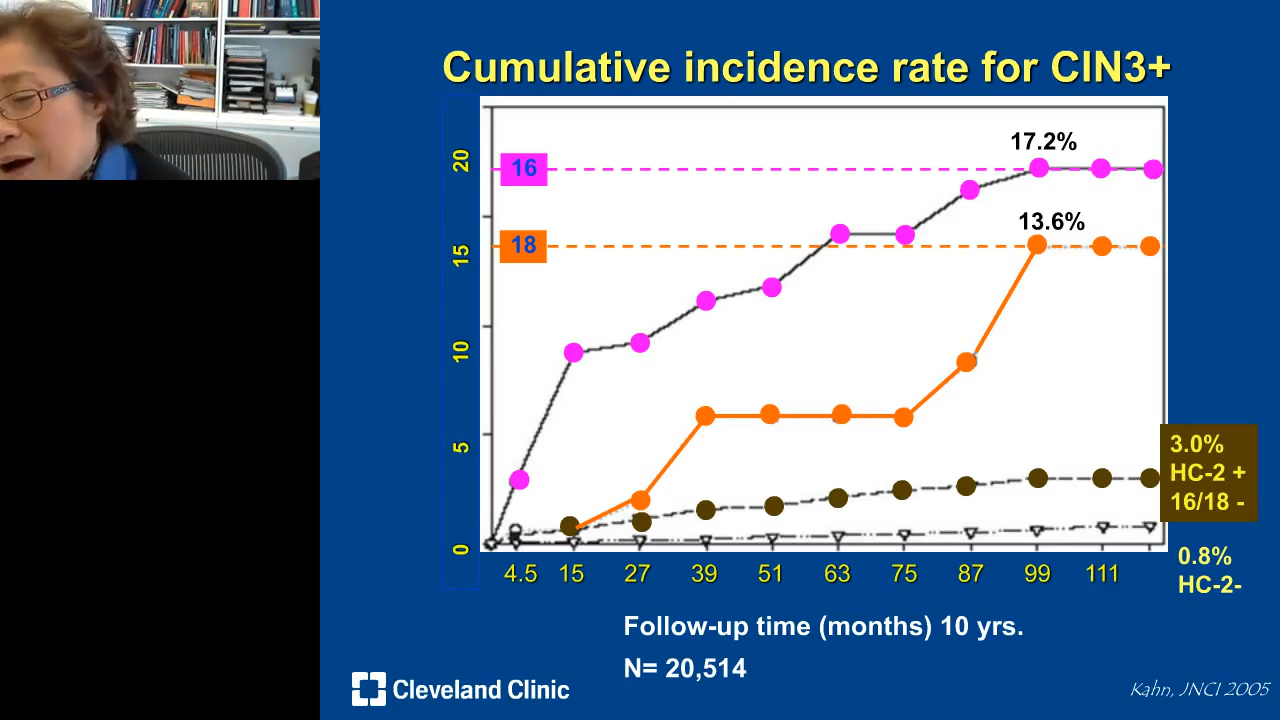 Cumulative incidence rate for CIN3+
20
15
10
5
0
16
18
17.2%
13.6%
3.0%
HC-2 +
16/18 -
0.8%
HC-2-
4.5 15 27 39 51 63 75 87 99 111
Follow-up time (months) 10 yrs.
N= 20,514
Cleveland Clinic
Kahn, JNCI 2005